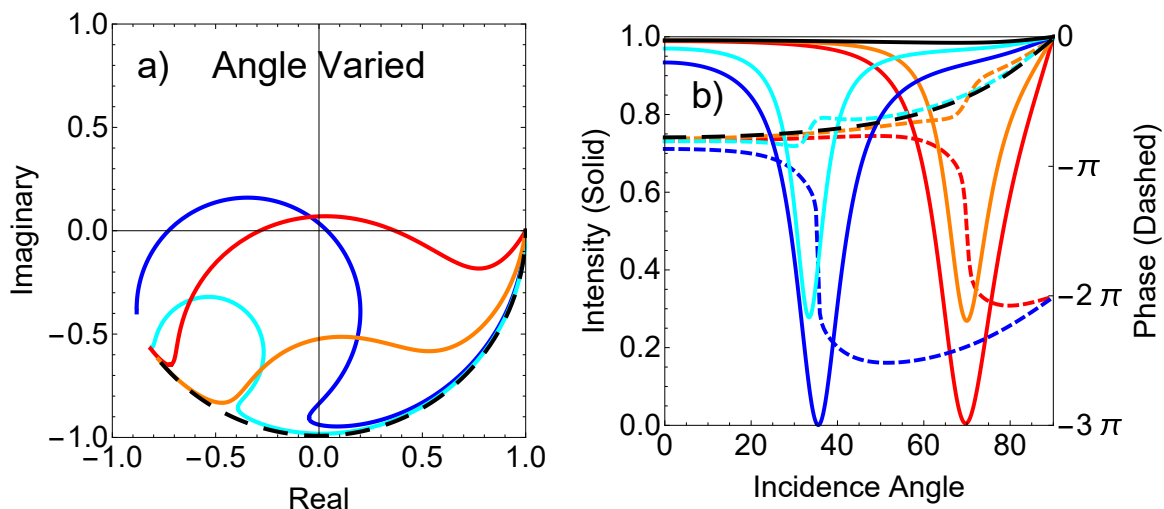 a) Angle Varied
1.0
0.5
0.0
−0.5
−1.0
Imaginary
−1.0 −0.5 0.0 0.5 1.0
Real
b)
1.0
0.8
0.6
0.4
0.2
0.0
Intensity (Solid)
0 20 40 60 80
Incidence Angle
0
−π
−2 π
−3 π
Phase (Dashed)